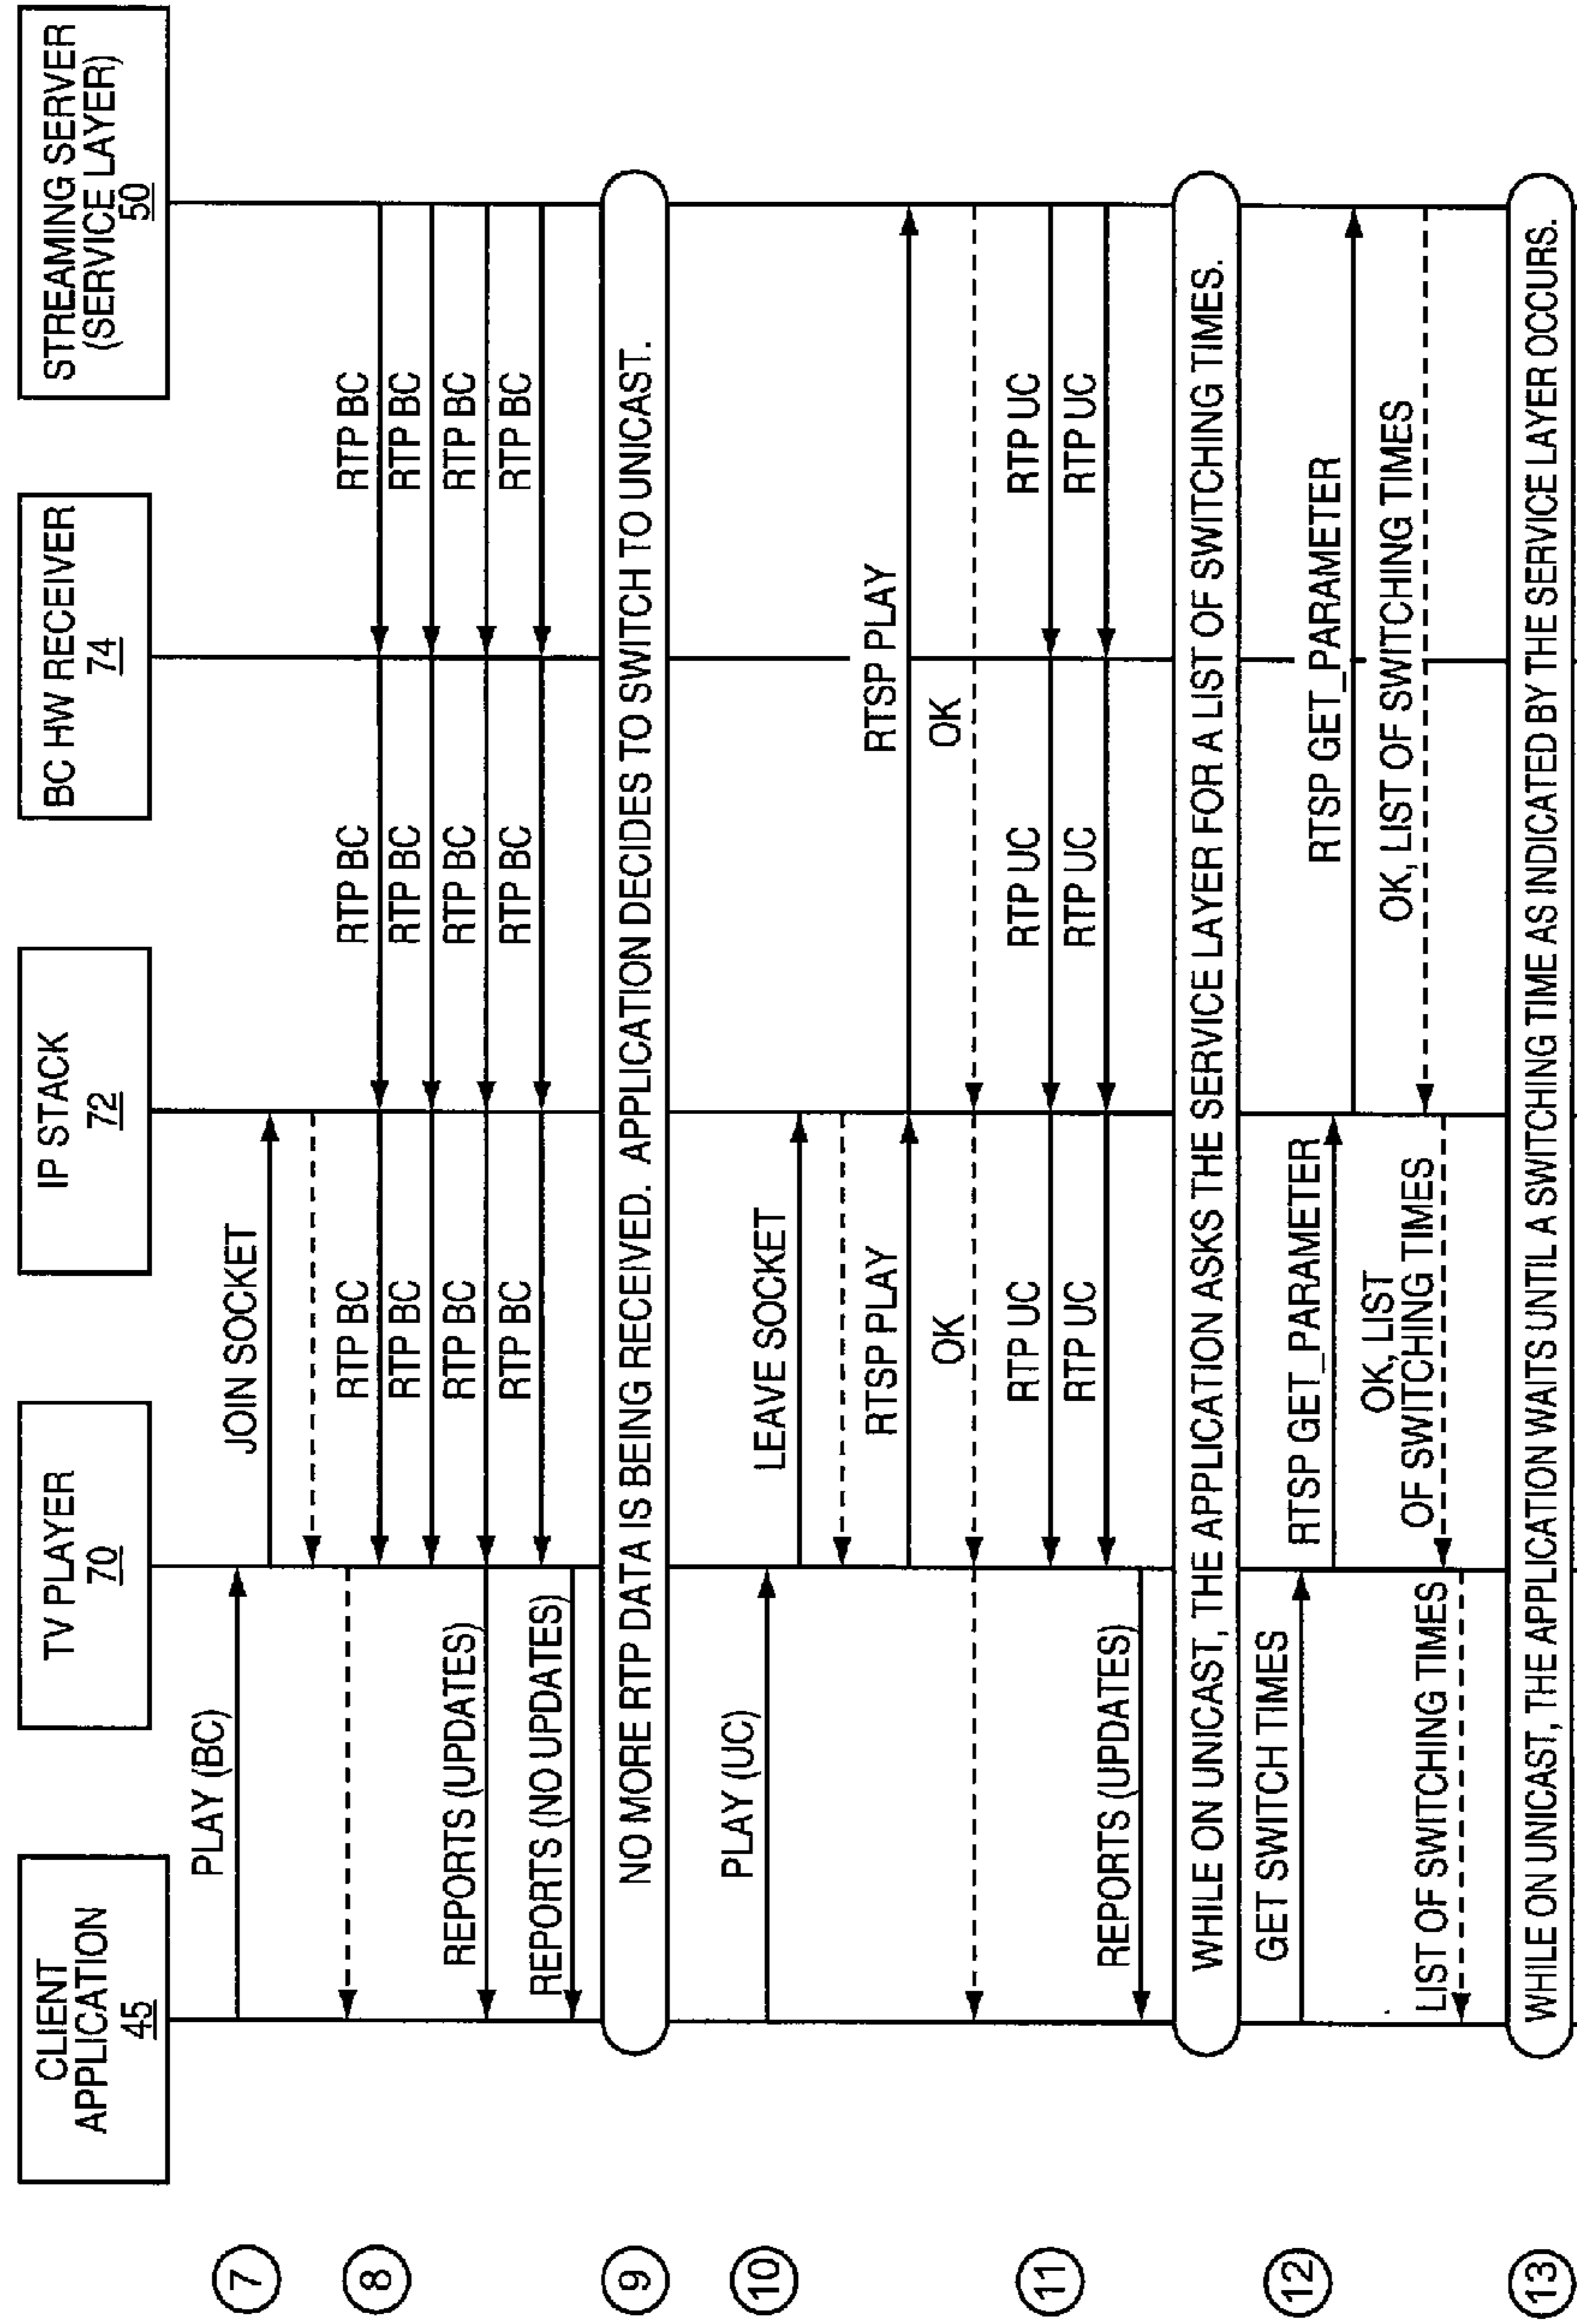 CLIENT
APPLICATION
45
TV PLAYER
70
IP STACK
72
BC HW RECEIVER
74
STREAMING SERVER
(SERVICE LAYER)
50
7
PLAY (BC)
JOIN SOCKET
8
RTP BC
RTP BC
RTP BC
RTP BC
RTP BC
RTP BC
REPORTS (UPDATES)
RTP BC
RTP BC
RTP BC
REPORTS (NO UPDATES)
RTP BC
RTP BC
RTP BC
9
NO MORE RTP DATA IS BEING RECEIVED. APPLICATION DECIDES TO SWITCH TO UNICAST.
10
PLAY (UC)
LEAVE SOCKET
RTSP PLAY
RTSP PLAY
OK
OK
11
RTP UC
RTP UC
RTP UC
RTP UC
RTP UC
RTP UC
REPORTS (UPDATES)
WHILE ON UNICAST, THE APPLICATION ASKS THE SERVICE LAYER FOR A LIST OF SWITCHING TIMES.
12
GET SWITCH TIMES
RTSP GET_PARAMETER
RTSP GET_PARAMETER
OK, LIST
OF SWITCHING TIMES
OK, LIST OF SWITCHING TIMES
LIST OF SWITCHING TIMES
13
WHILE ON UNICAST, THE APPLICATION WAITS UNTIL A SWITCHING TIME AS INDICATED BY THE SERVICE LAYER OCCURS.